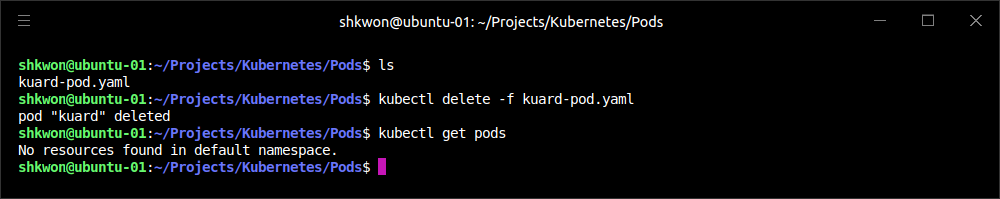 shkwon@ubuntu-01: ~/Projects/Kubernetes/Pods
shkwon@ubuntu-01:~/Projects/Kubernetes/Pods$ ls
kuard-pod.yaml
shkwon@ubuntu-01:~/Projects/Kubernetes/Pods$ kubectl delete -f kuard-pod.yaml
pod "kuard" deleted
shkwon@ubuntu-01:~/Projects/Kubernetes/Pods$ kubectl get pods
No resources found in default namespace.
shkwon@ubuntu-01:~/Projects/Kubernetes/Pods$